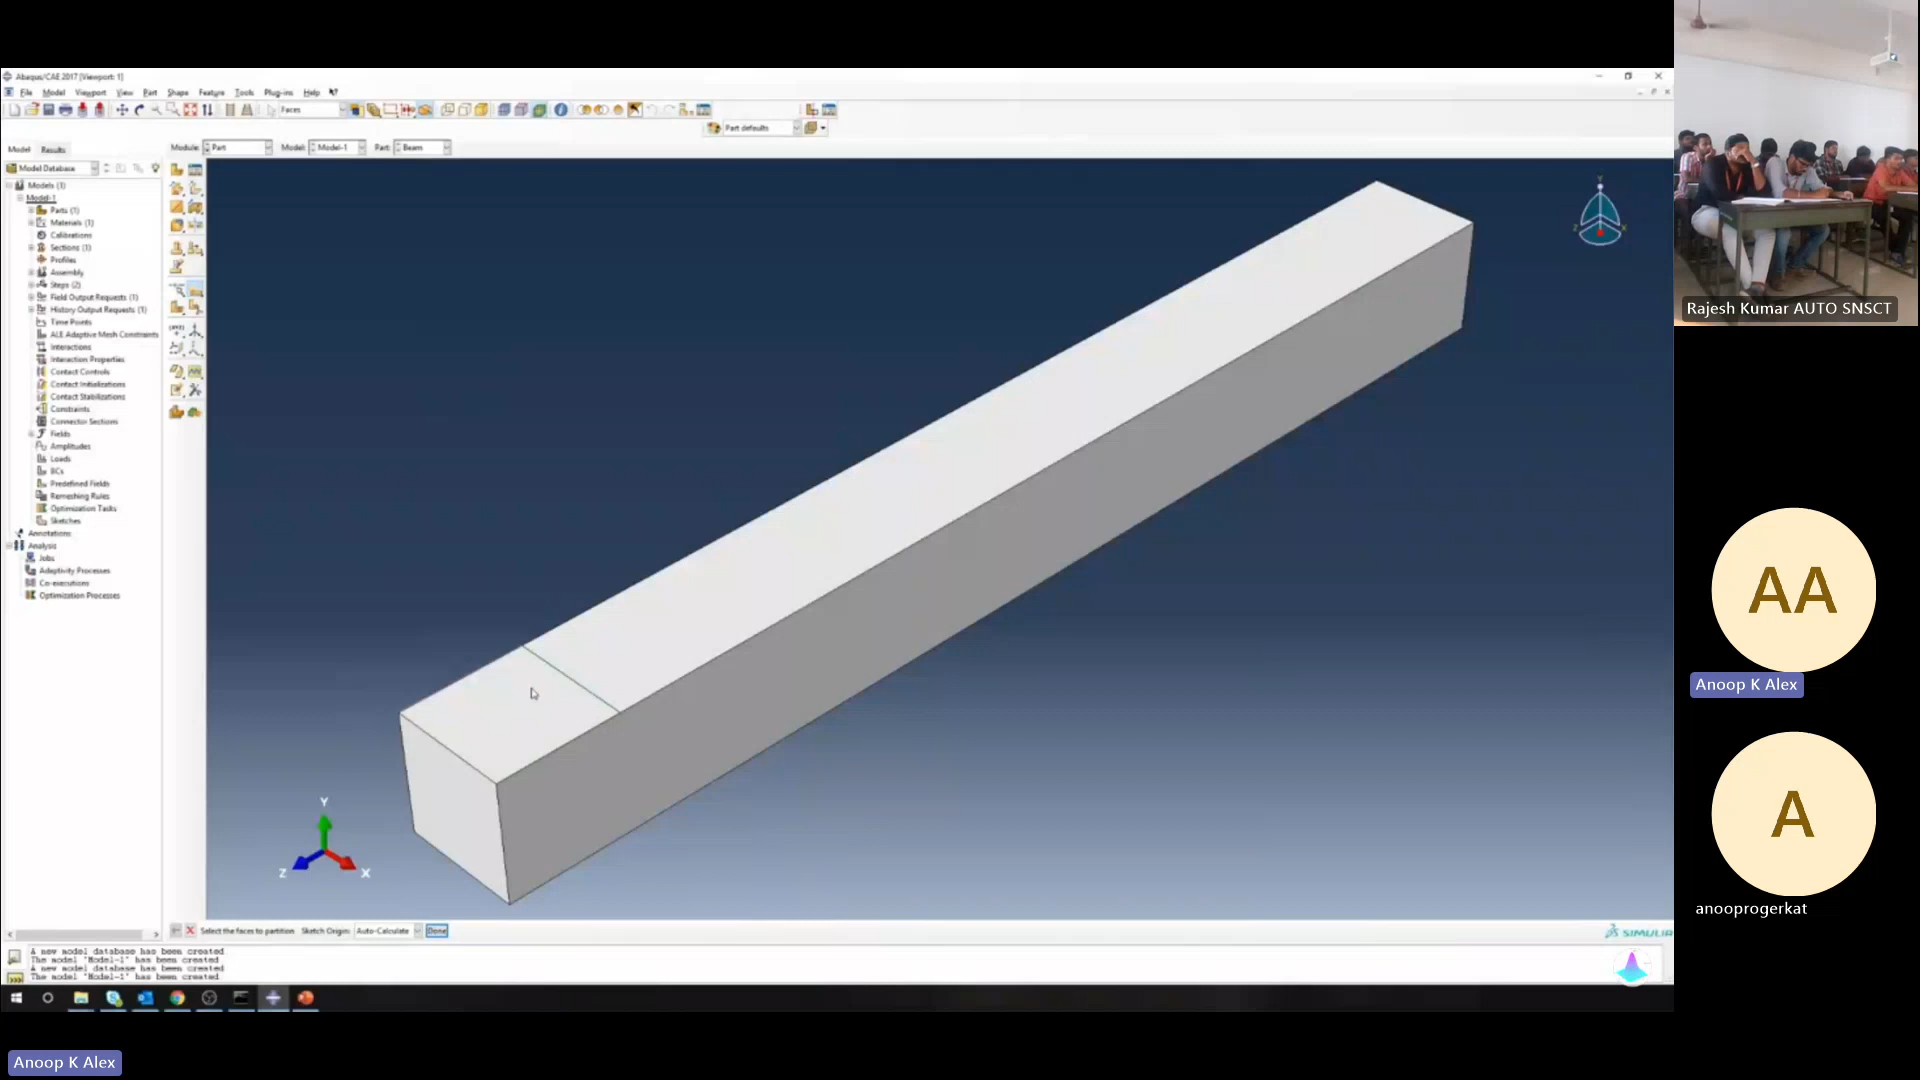 Abaqus/CAE 2017 [Viewport: 1]
File Model Viewport View Part Shape Feature Tools Plug-ins Help
Faces
Part defaults
Model Results
Module: Part Model: Model-1 Part: Beam
Model Database
Models (1)
Model-1
Parts (1)
Materials (1)
Calibrations
Sections (1)
Profiles
Assembly
Steps (2)
Field Output Requests (1)
History Output Requests (1)
Time Points
ALE Adaptive Mesh Constraints
Interactions
Interaction Properties
Contact Controls
Contact Initializations
Contact Stabilizations
Constraints
Connector Sections
Fields
Amplitudes
Loads
BCs
Predefined Fields
Remeshing Rules
Optimization Tasks
Sketches
Annotations
Analysis
Jobs
Adaptivity Processes
Co-executions
Optimization Processes
Y
Z
X
Y
Z X
Select the faces to partition Sketch Origin: Auto-Calculate Done
SIMULIA
A new model database has been created
The model "Model-1" has been created
A new model database has been created
The model "Model-1" has been created
Anoop K Alex
Rajesh Kumar AUTO SNSCT
AA
Anoop K Alex
A
anooprogerkat